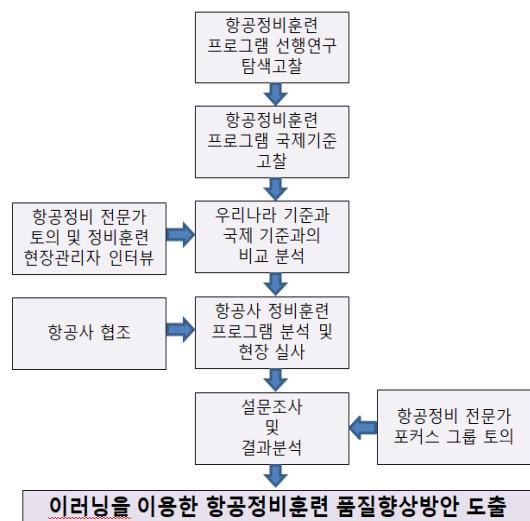 항공정비훈련
프로그램 선행연구
탐색고찰
항공정비훈련
프로그램 국제기준
고찰
항공정비 전문가
토의 및 정비훈련
현장관리자 인터뷰
우리나라 기준과
국제 기준과의
비교 분석
항공사 협조
항공사 정비훈련
프로그램 분석 및
현장 실사
설문조사
및
결과분석
항공정비 전문가
포커스 그룹 토의
이러닝을 이용한 항공정비훈련 품질향상방안 도출